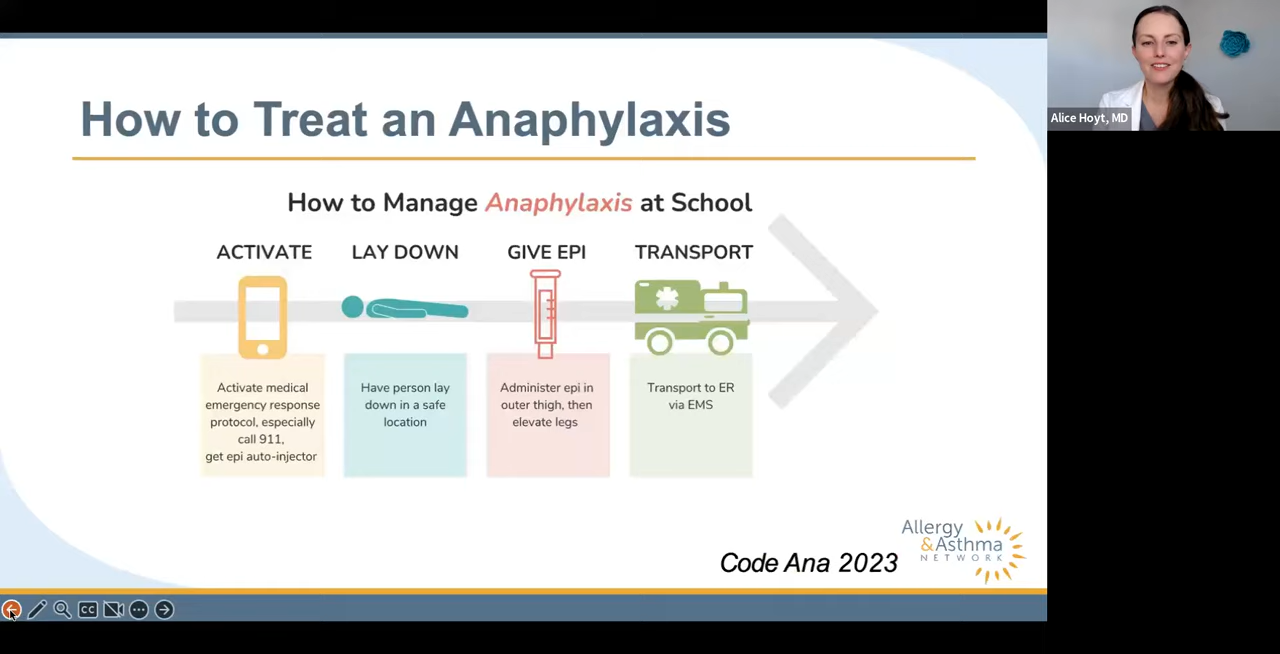 How to Treat an Anaphylaxis
How to Manage Anaphylaxis at School
ACTIVATE
Activate medical
emergency response
protocol, especially
call 911,
get epi auto-injector
LAY DOWN
Have person lay
down in a safe
location
GIVE EPI
Administer epi in
outer thigh, then
elevate legs
TRANSPORT
Transport to ER
via EMS
Code Ana 2023
Allergy
&Asthma
NETWORK
CC
Alice Hoyt, MD